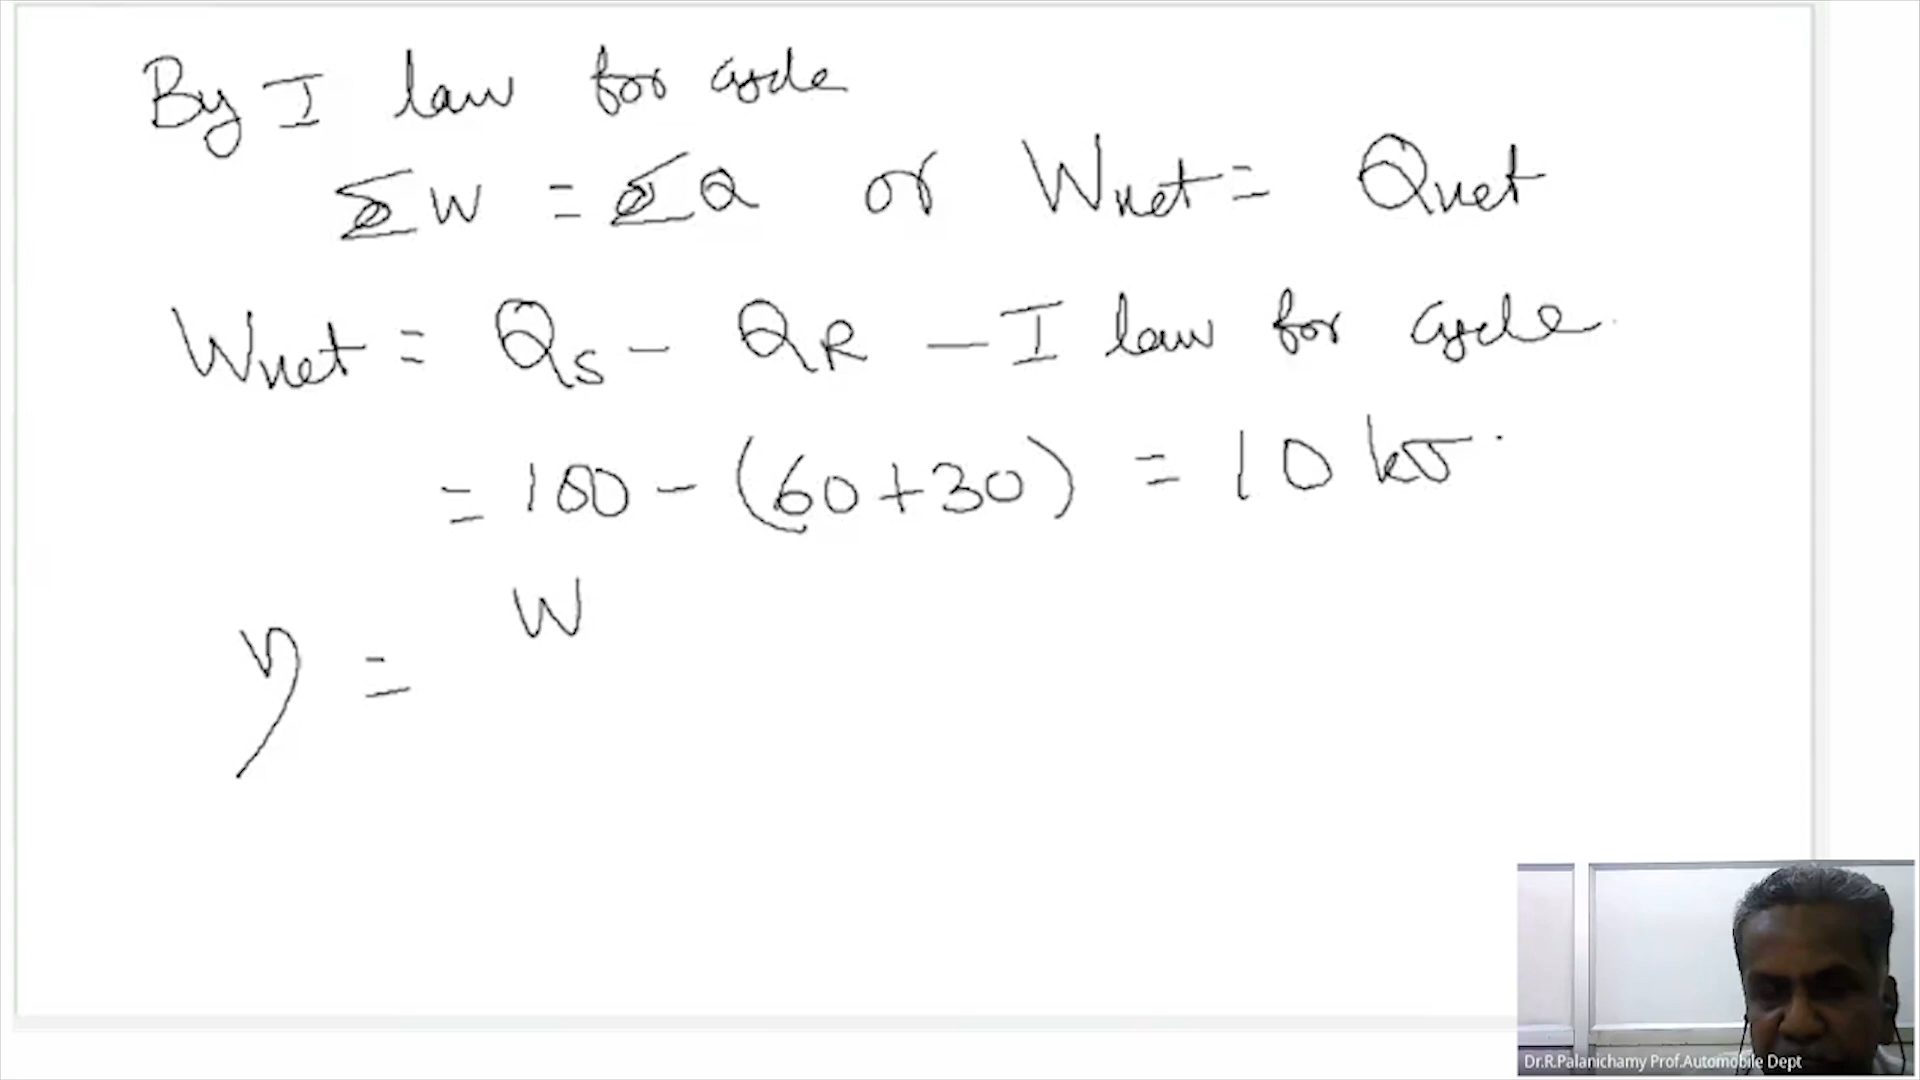 By I law for cycle
ΣW = ΣQ or Wnet = Qnet
Wnet = QS - QR - I law for cycle.
= 100 - (60+30) = 10 kJ.
η = W
Dr.R.Palanichamy Prof.Automobile Dept